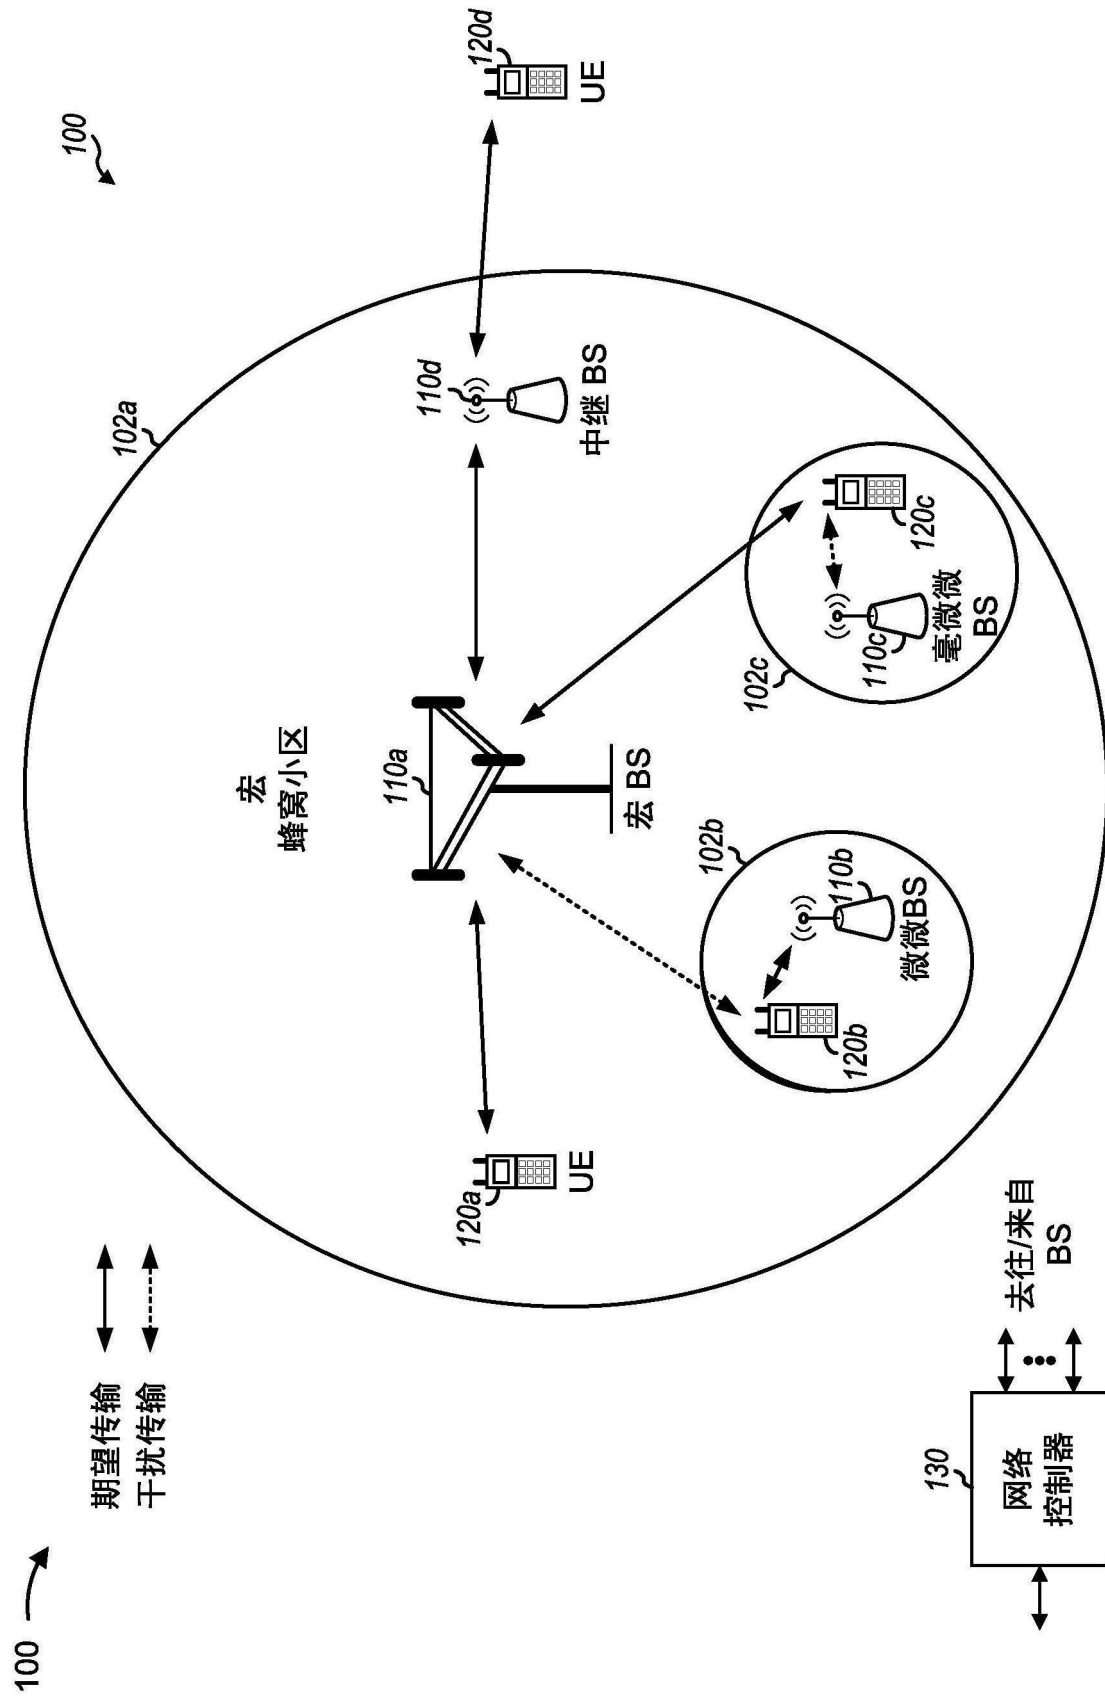 100
期望传输
干扰传输
100
102a
宏
蜂窝小区
110a
宏 BS
120a
UE
110d
中继 BS
120d
UE
102b
110b
微微BS
120b
102c
110c
毫微微
BS
120c
130
网络
控制器
去往/来自
BS